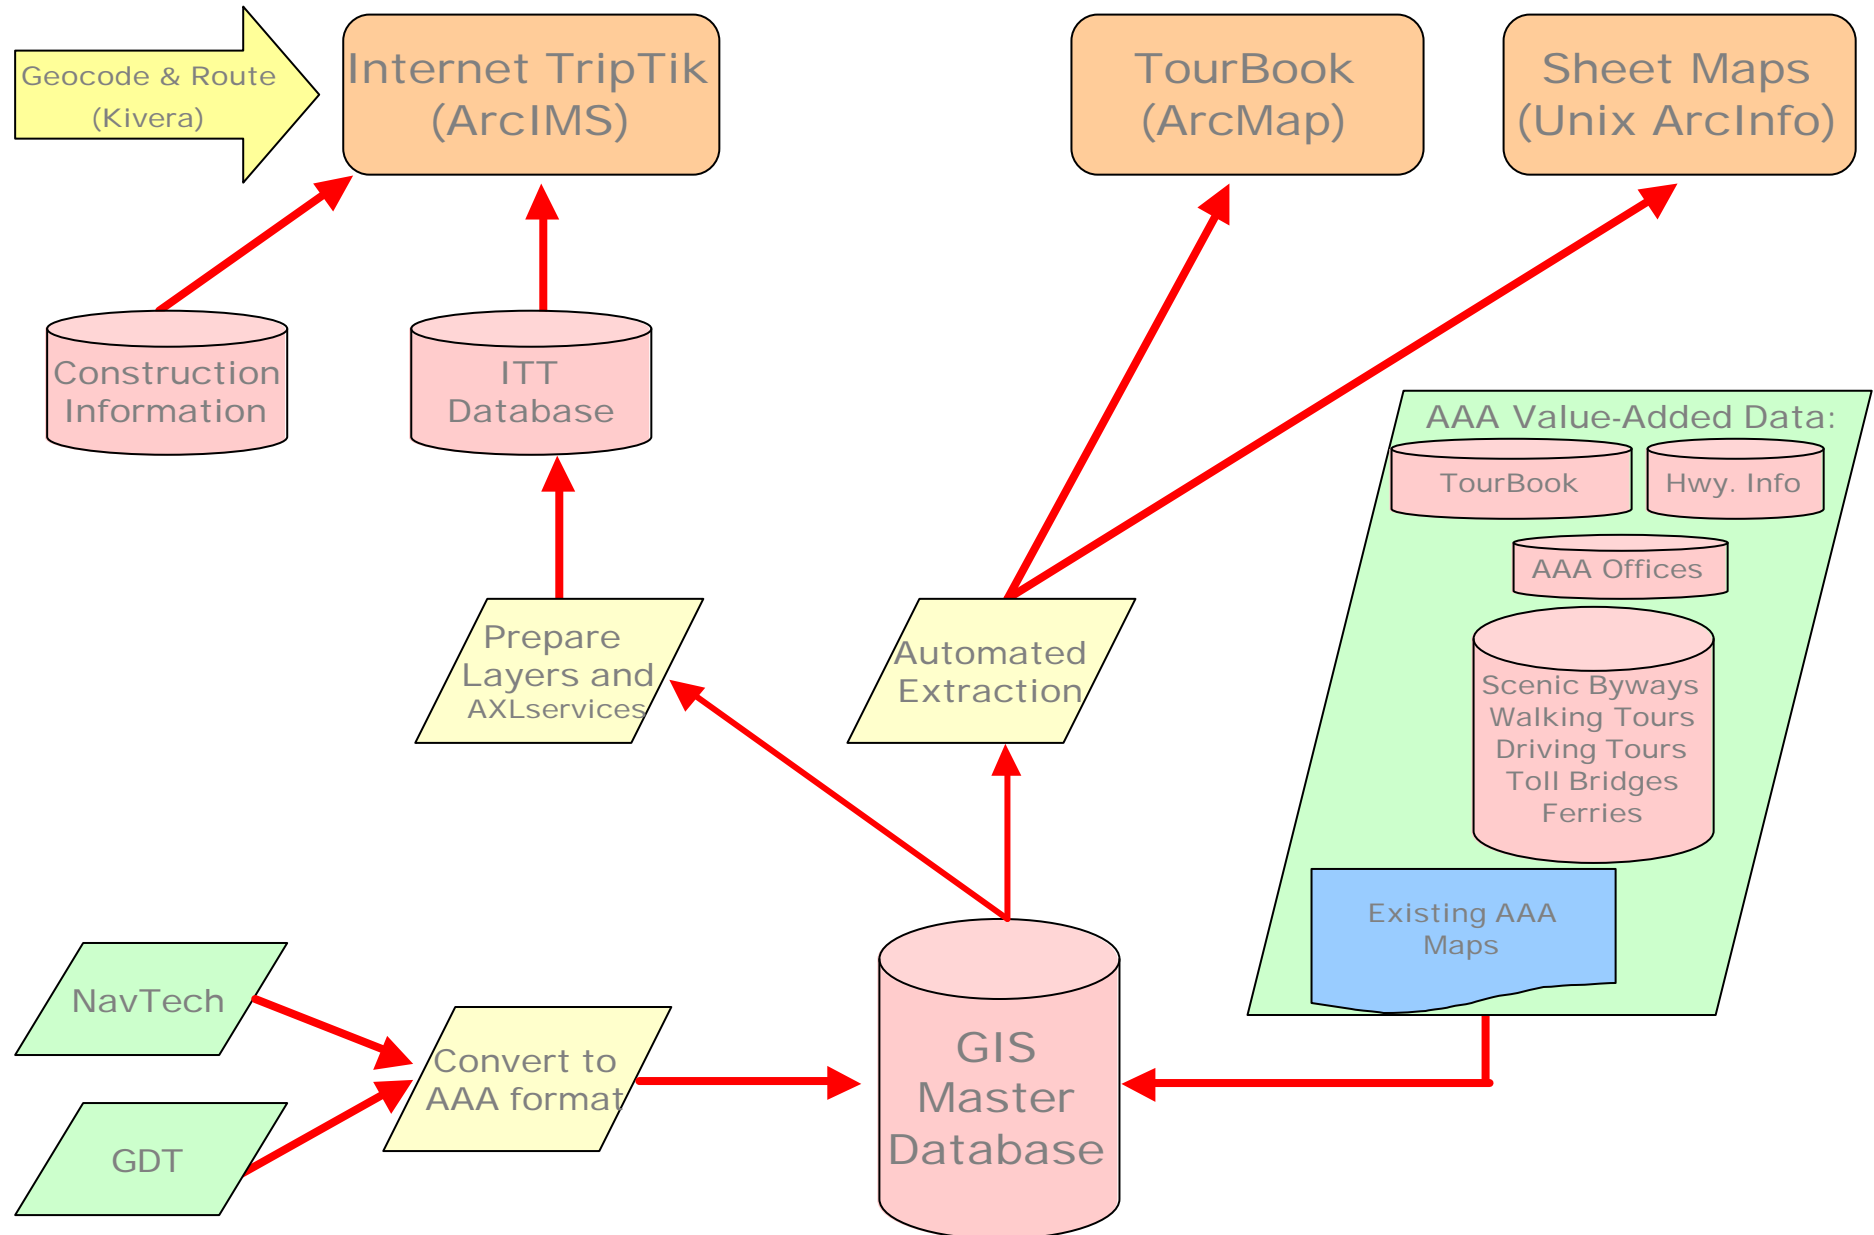 Geocode & Route
(Kivera)
Internet TripTik
(ArcIMS)
TourBook
(ArcMap)
Sheet Maps
(Unix ArcInfo)
Construction
Information
ITT
Database
AAA Value-Added Data:
TourBook
Hwy. Info
AAA Offices
Scenic Byways
Walking Tours
Driving Tours
Toll Bridges
Ferries
Existing AAA
Maps
Prepare
Layers and
AXLservices
Automated
Extraction
NavTech
GDT
Convert to
AAA format
GIS
Master
Database